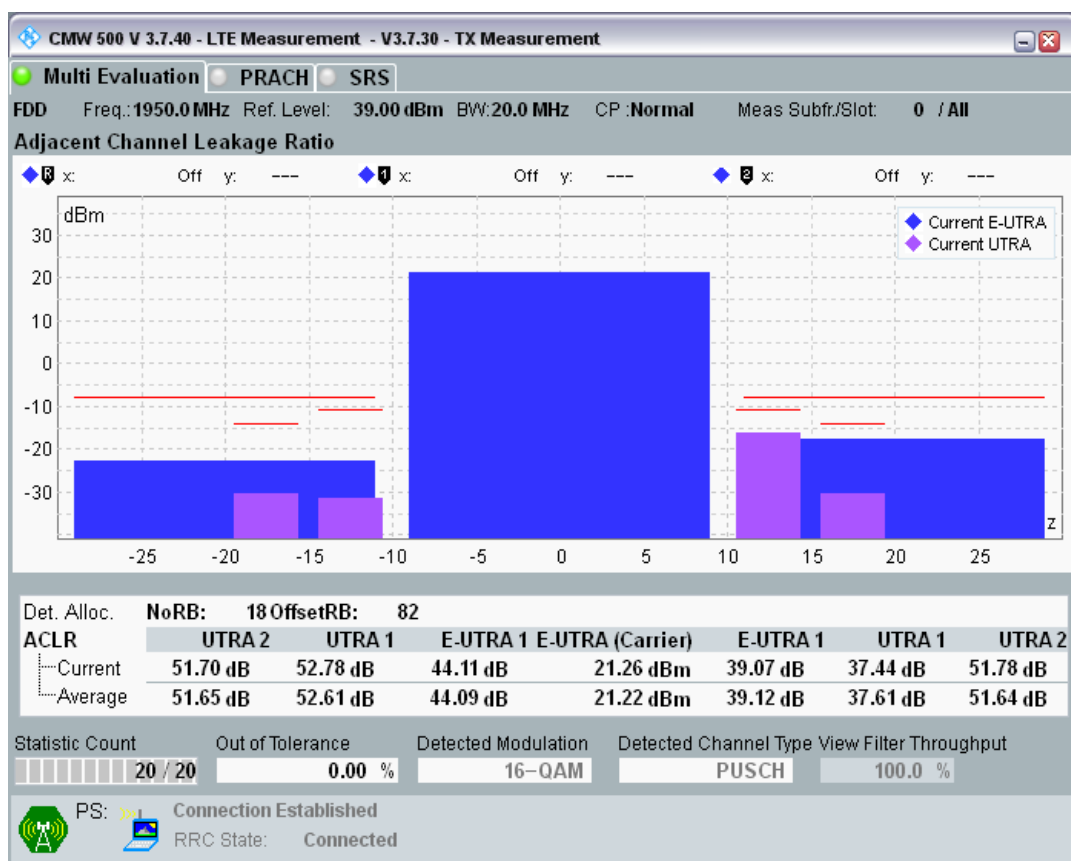 CMW 500 V 3.7.40 - LTE Measurement - V3.7.30 - TX Measurement
Multi Evaluation PRACH SRS
FDD Freq.: 1950.0 MHz Ref. Level: 39.00 dBm BW: 20.0 MHz CP : Normal Meas Subfr./Slot: 0 / All
Adjacent Channel Leakage Ratio
R x: Off y: --- 1 x: Off y: --- 2 x: Off y: ---
dBm
Current E-UTRA
Current UTRA
30
20
10
0
-10
-20
-30
z
-25 -20 -15 -10 -5 0 5 10 15 20 25
Det. Alloc. NoRB: 18 OffsetRB: 82
ACLR UTRA 2 UTRA 1 E-UTRA 1 E-UTRA (Carrier) E-UTRA 1 UTRA 1 UTRA 2
Current 51.70 dB 52.78 dB 44.11 dB 21.26 dBm 39.07 dB 37.44 dB 51.78 dB
Average 51.65 dB 52.61 dB 44.09 dB 21.22 dBm 39.12 dB 37.61 dB 51.64 dB
Statistic Count Out of Tolerance Detected Modulation Detected Channel Type View Filter Throughput
20 / 20 0.00 % 16-QAM PUSCH 100.0 %
PS: Connection Established
RRC State: Connected